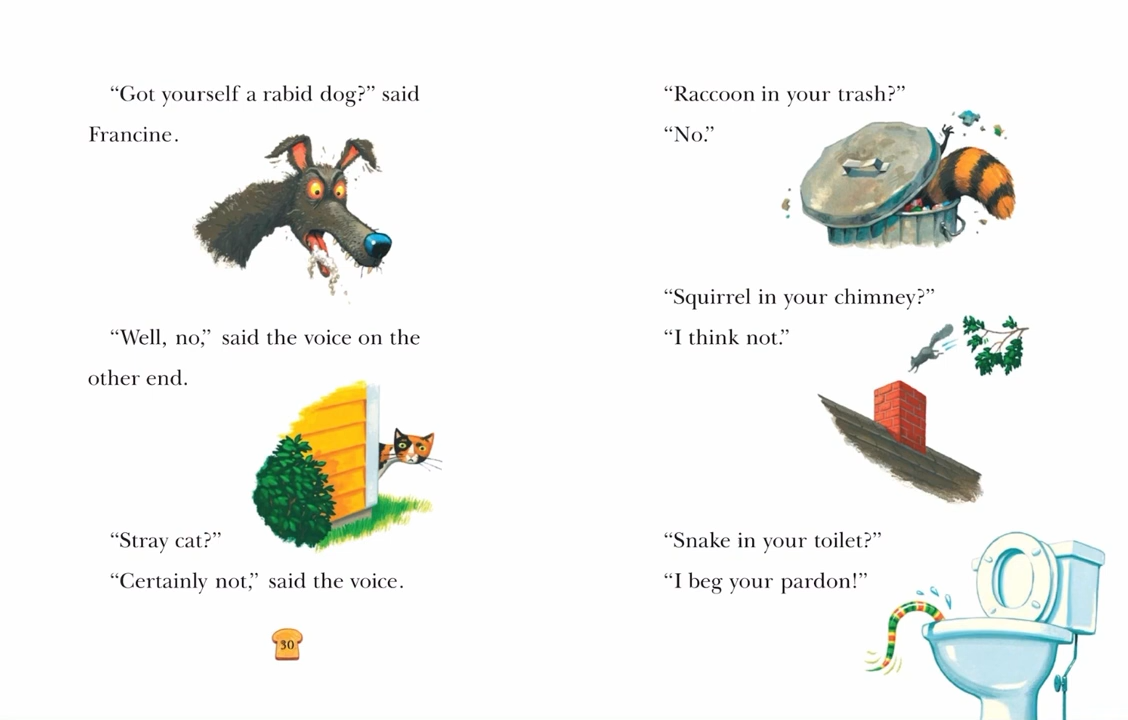 “Got yourself a rabid dog?” said
Francine.
“Well, no,” said the voice on the
other end.
“Stray cat?”
“Certainly not,” said the voice.
30
“Raccoon in your trash?”
“No.”
“Squirrel in your chimney?”
“I think not.”
“Snake in your toilet?”
“I beg your pardon!”